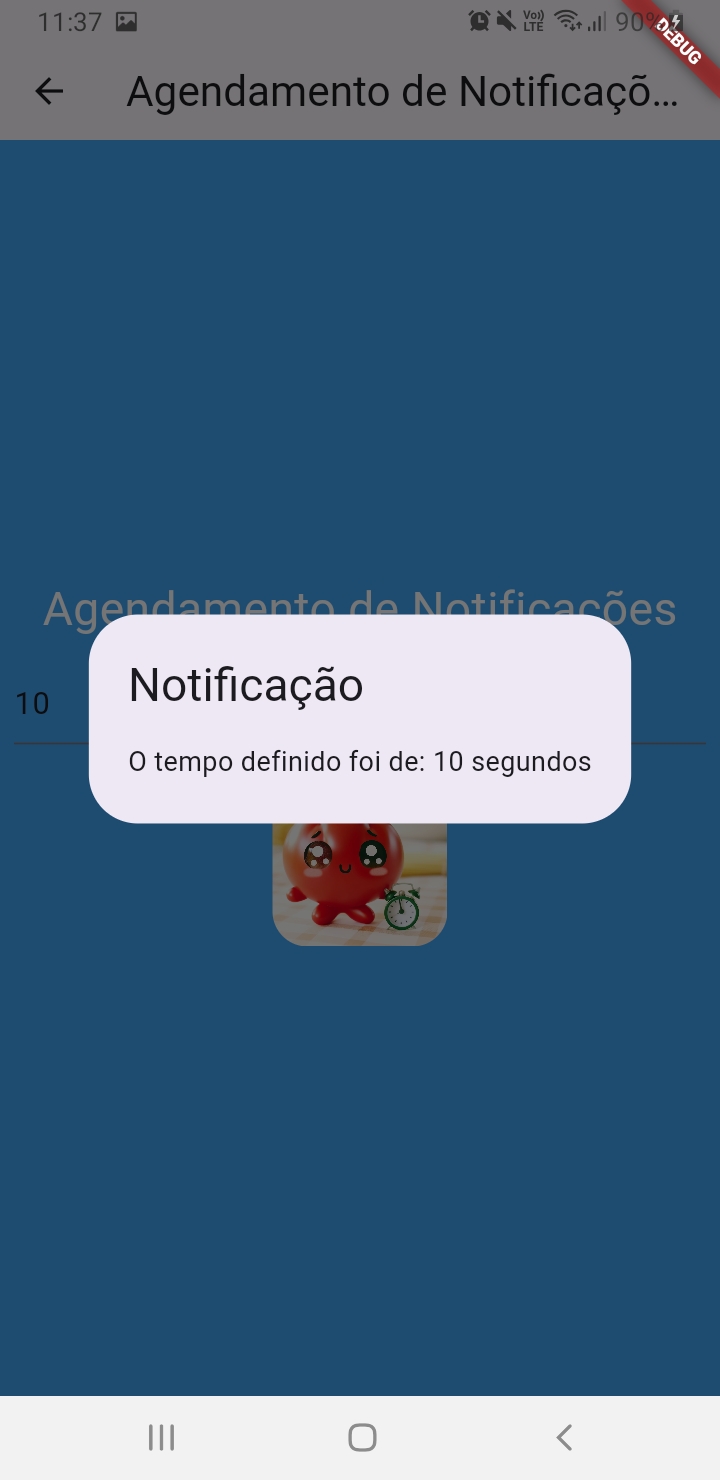 11:37 Vo)) LTE 90%
DEBUG
Agendamento de Notificaçõ...
Agendamento de Notificações
Notificação
10
O tempo definido foi de: 10 segundos